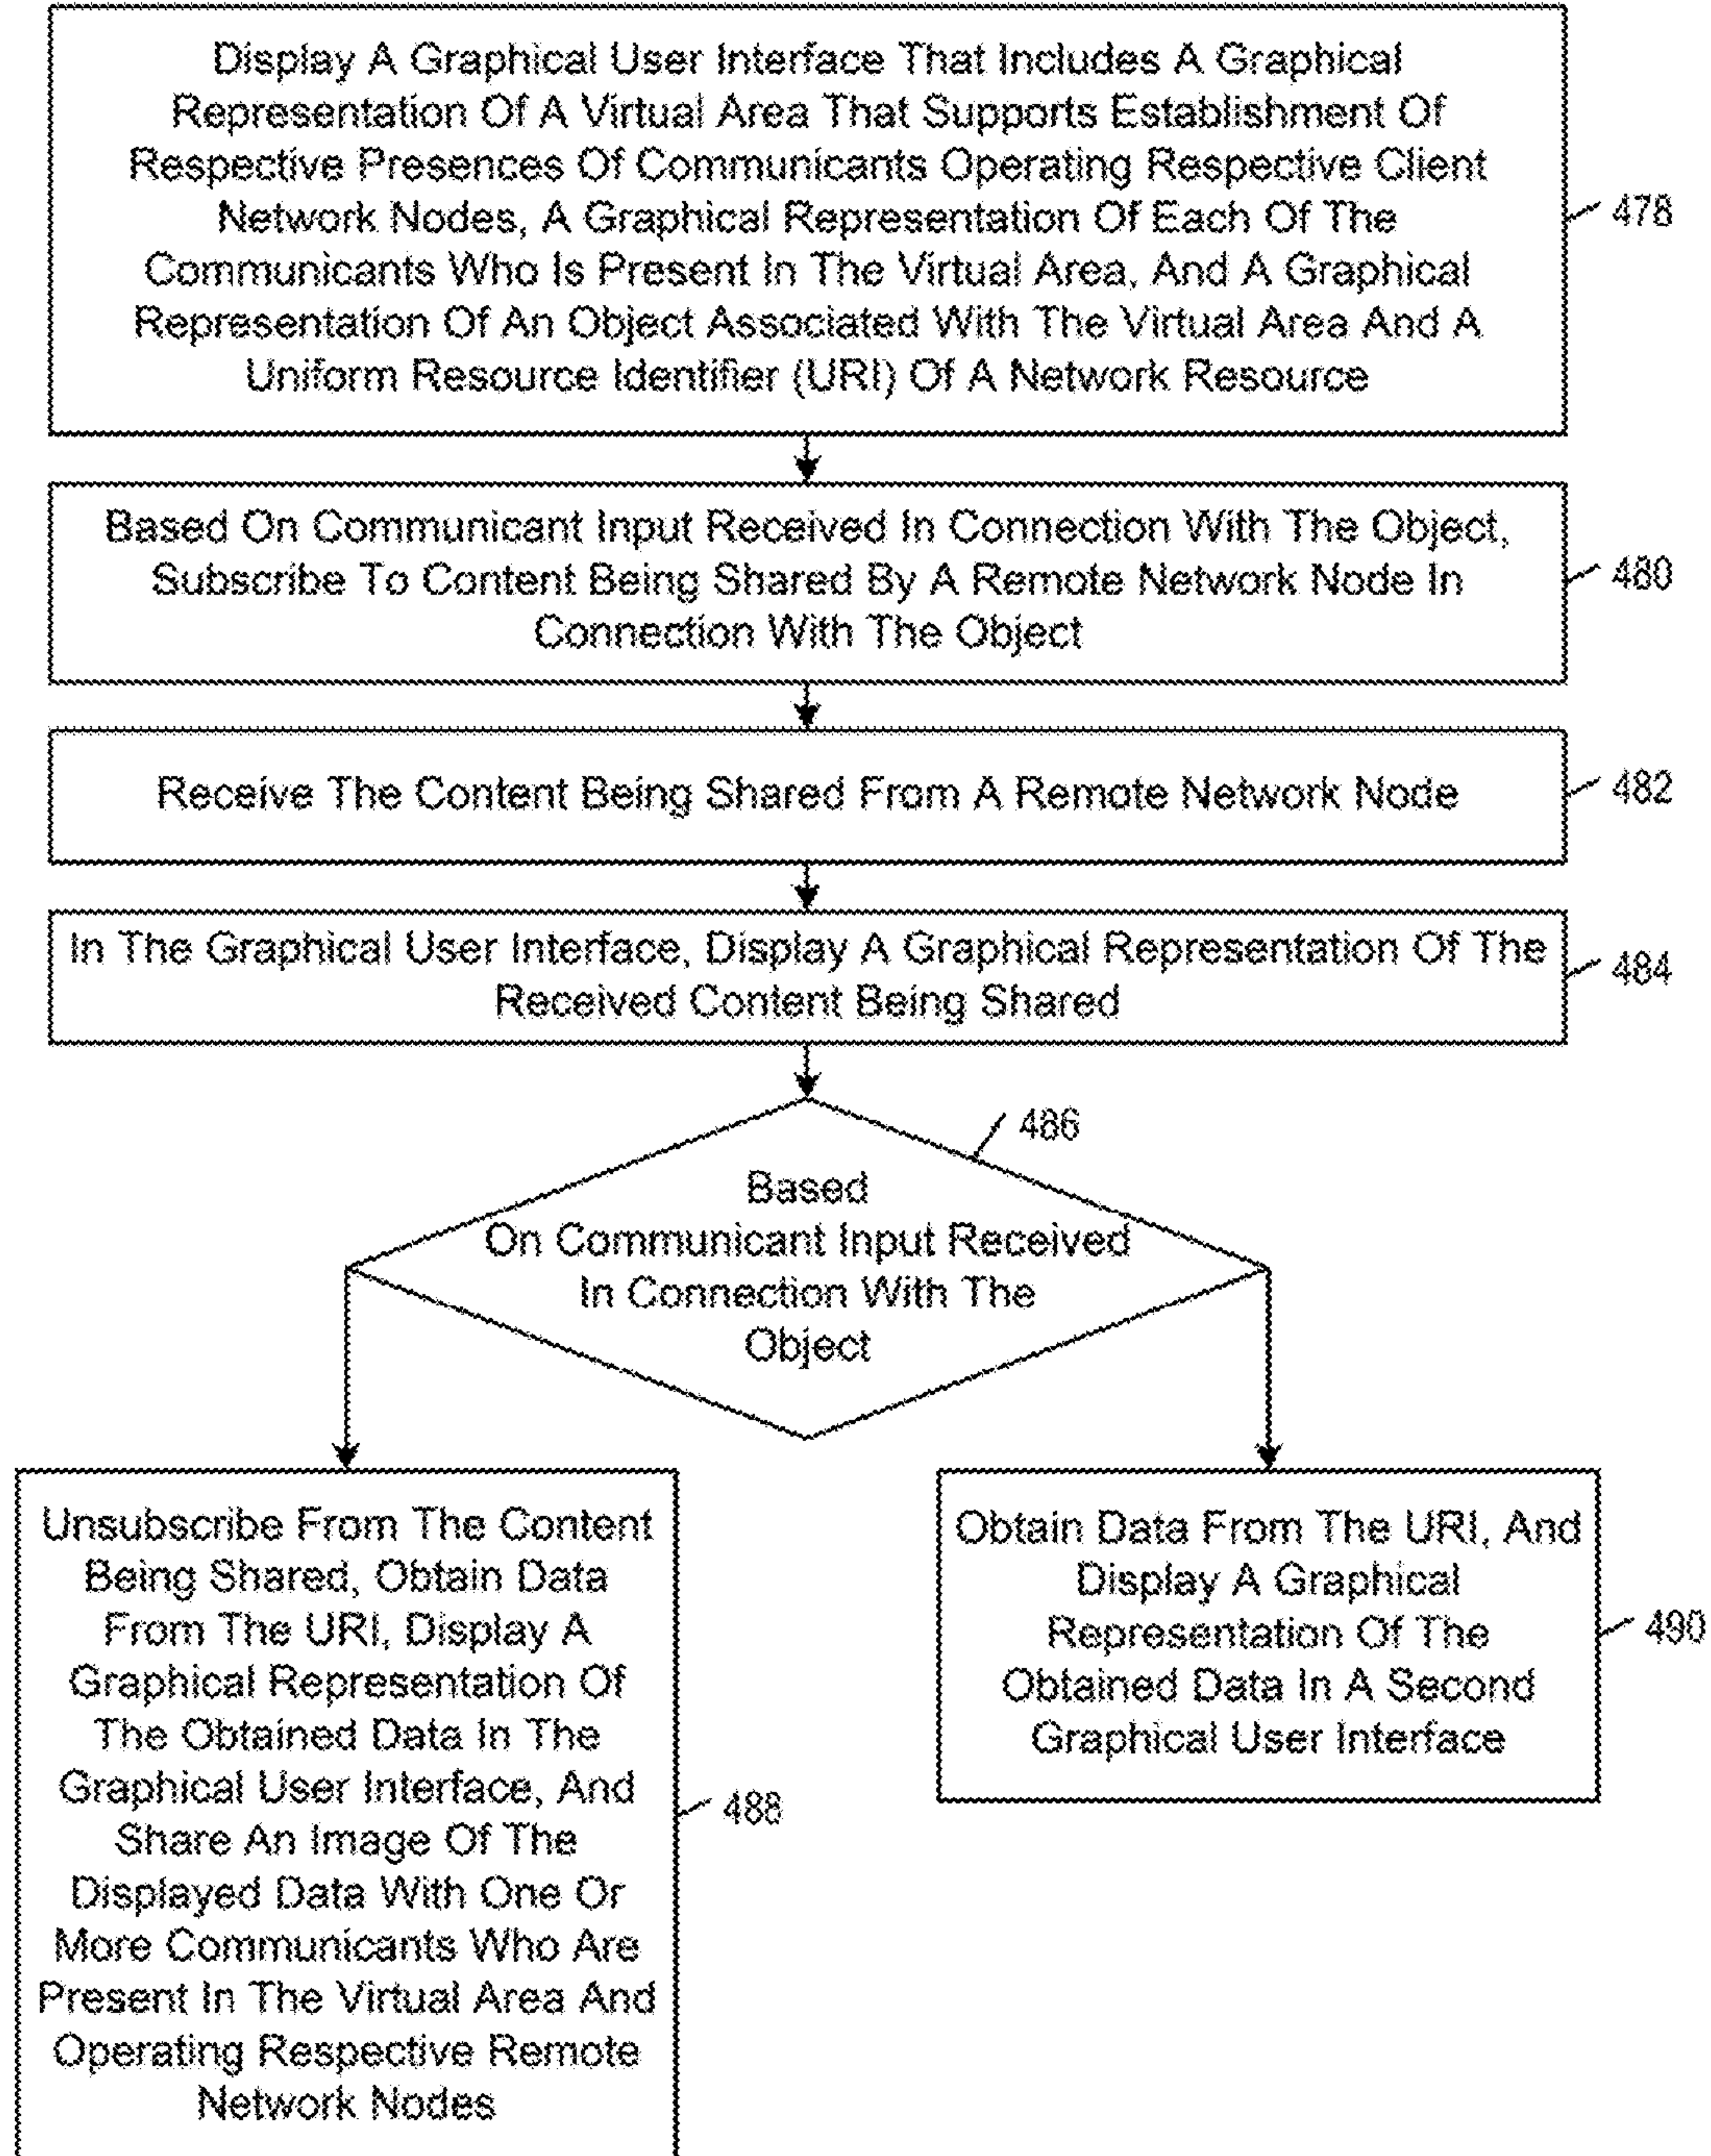 Display A Graphical User Interface That Includes A Graphical
Representation Of A Virtual Area That Supports Establishment Of
Respective Presences Of Communicants Operating Respective Client
Network Nodes, A Graphical Representation Of Each Of The
Communicants Who Is Present In The Virtual Area, And A Graphical
Representation Of An Object Associated With The Virtual Area And A
Uniform Resource Identifier (URI) Of A Network Resource
478
Based On Communicant Input Received In Connection With The Object,
Subscribe To Content Being Shared By A Remote Network Node In
Connection With The Object
480
Receive The Content Being Shared From A Remote Network Node
482
In The Graphical User Interface, Display A Graphical Representation Of The
Received Content Being Shared
484
486
Based
On Communicant Input Received
In Connection With The
Object
Unsubscribe From The Content
Being Shared, Obtain Data
From The URI, Display A
Graphical Representation Of
The Obtained Data In The
Graphical User Interface, And
Share An Image Of The
Displayed Data With One Or
More Communicants Who Are
Present In The Virtual Area And
Operating Respective Remote
Network Nodes
488
Obtain Data From The URI, And
Display A Graphical
Representation Of The
Obtained Data In A Second
Graphical User Interface
490